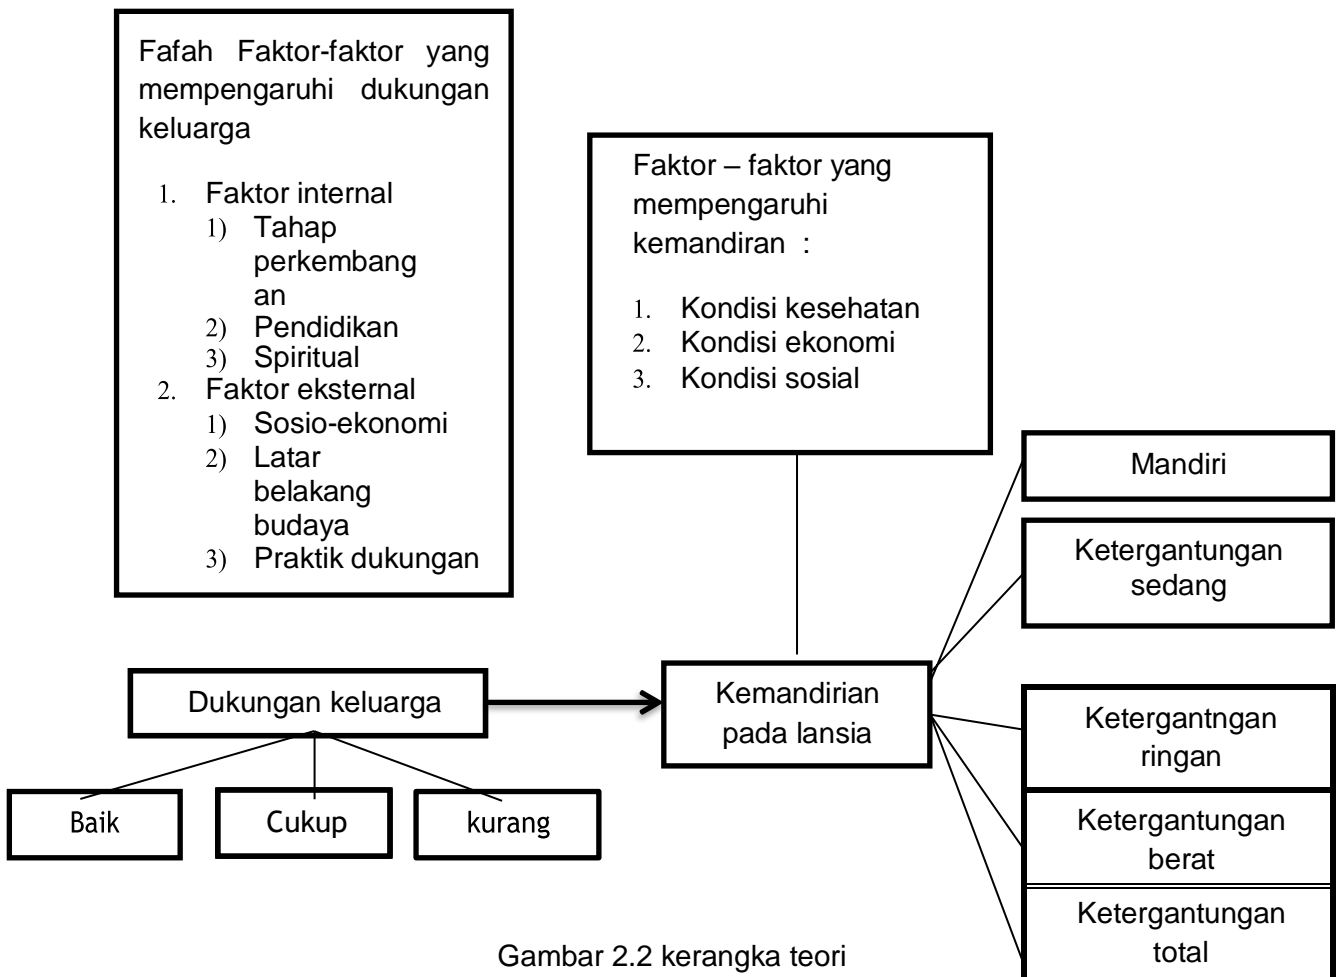 Fafah Faktor-faktor yang
mempengaruhi dukungan
keluarga
1. Faktor internal
1) Tahap
perkembang
an
2) Pendidikan
3) Spiritual
2. Faktor eksternal
1) Sosio-ekonomi
2) Latar
belakang
budaya
3) Praktik dukungan
Faktor – faktor yang
mempengaruhi
kemandiran :
1. Kondisi kesehatan
2. Kondisi ekonomi
3. Kondisi sosial
Mandiri
Ketergantungan
sedang
Dukungan keluarga
Kemandirian
pada lansia
Ketergantngan
ringan
Baik
Cukup
kurang
Ketergantungan
berat
Ketergantungan
total
Gambar 2.2 kerangka teori